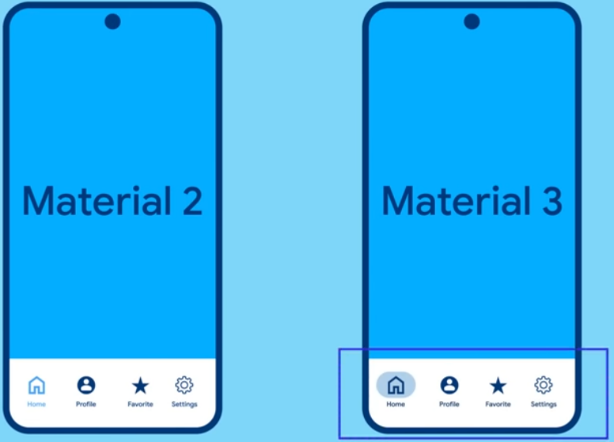 Material 2
Material 3
Home Profile Favorite Settings
Home Profile Favorite Settings